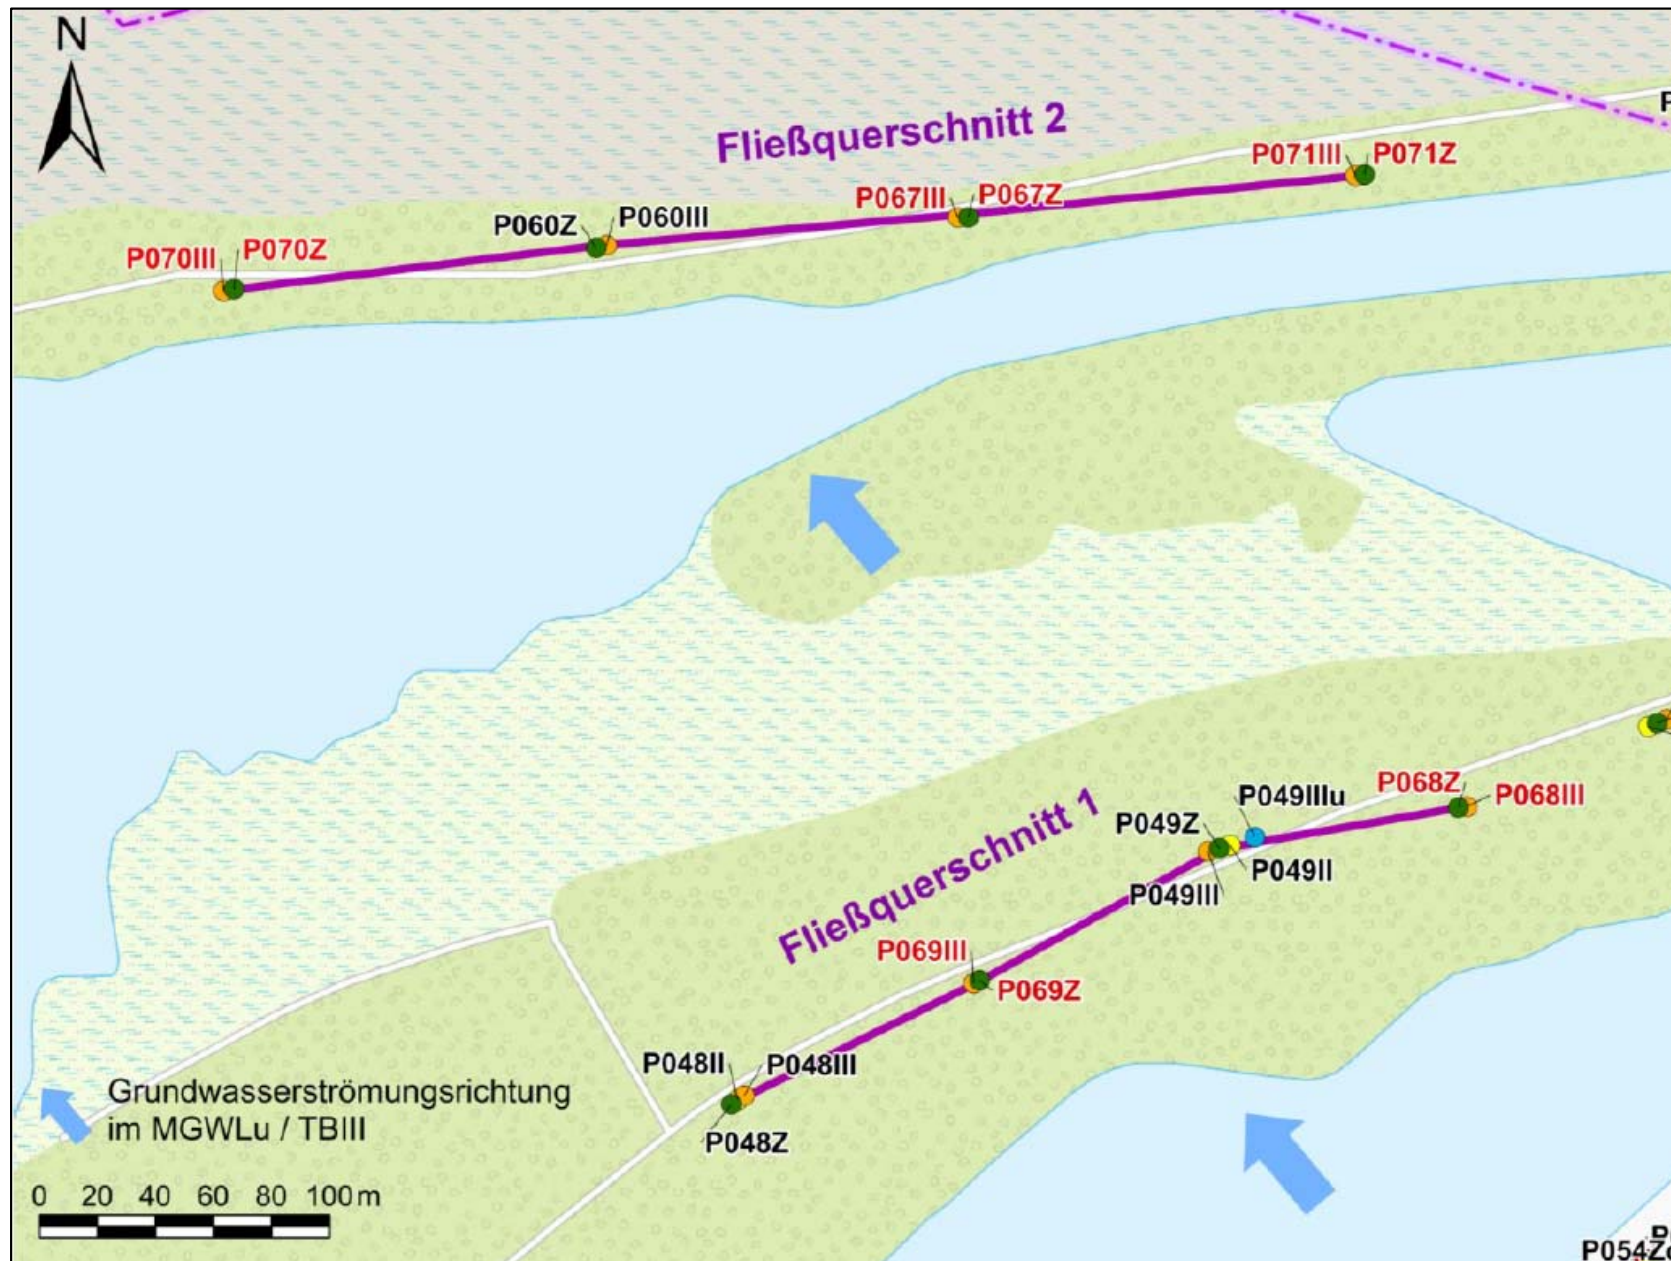 N
Fließquerschnitt 2
P071III
P071Z
P067III
P067Z
P060Z
P060III
P070III
P070Z
P068Z
P068III
P049IIIu
P049Z
P049II
P049III
Fließquerschnitt 1
P069III
P069Z
P048II
P048III
P048Z
Grundwasserströmungsrichtung
im MGWLu / TBIII
0 20 40 60 80 100 m